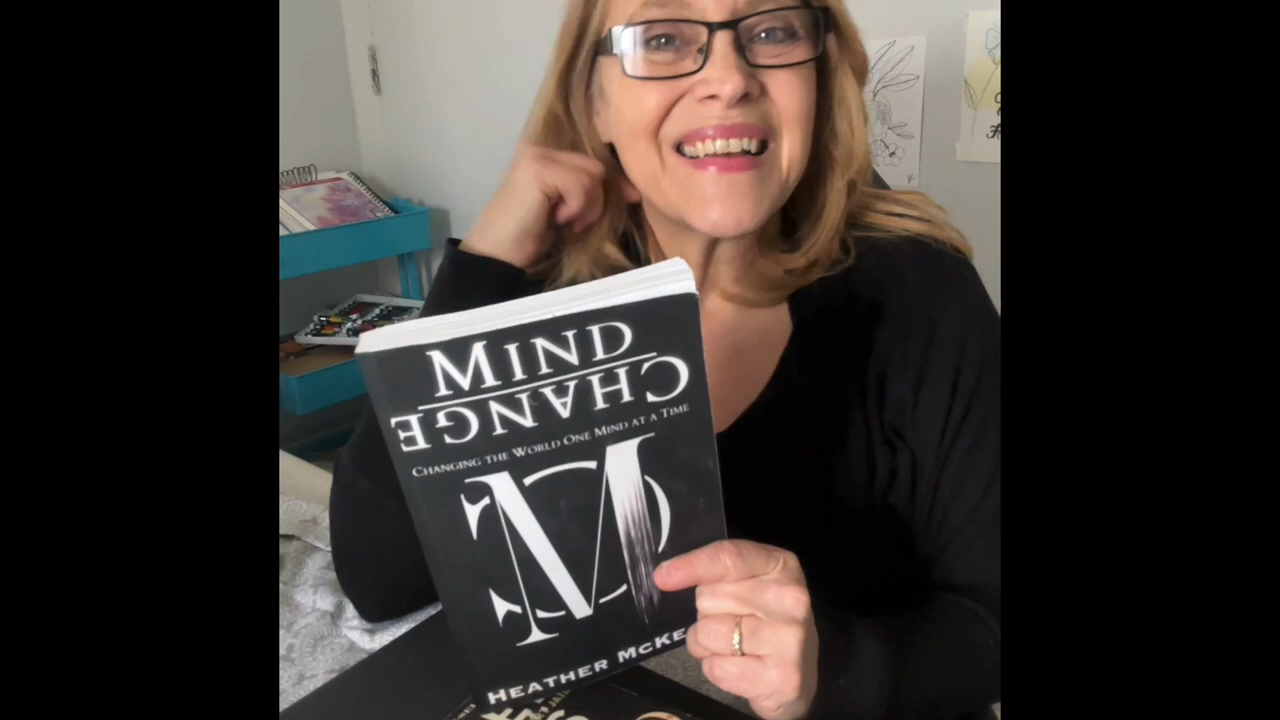 MIND
CHANGE
CHANGING THE WORLD ONE MIND AT A TIME
HEATHER MCKE